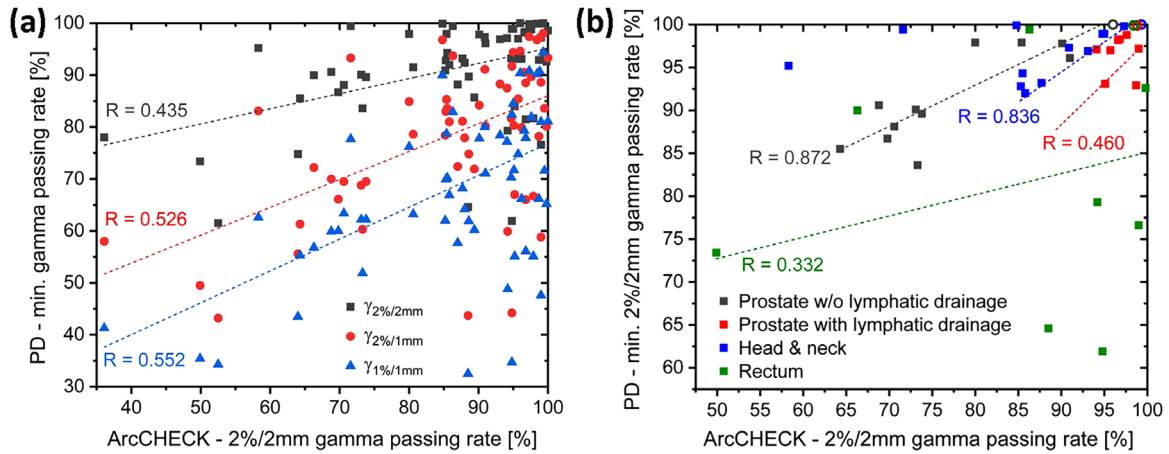 (a)
PD - min. gamma passing rate [%]
100
90
80
70
60
50
40
30
R = 0.435
R = 0.526
R = 0.552
γ2%/2mm
γ2%/1mm
γ1%/1mm
40 50 60 70 80 90 100
ArcCHECK - 2%/2mm gamma passing rate [%]
(b)
PD - min. 2%/2mm gamma passing rate [%]
100
95
90
85
80
75
70
65
60
R = 0.872
R = 0.836
R = 0.460
R = 0.332
Prostate w/o lymphatic drainage
Prostate with lymphatic drainage
Head & neck
Rectum
50 55 60 65 70 75 80 85 90 95 100
ArcCHECK - 2%/2mm gamma passing rate [%]